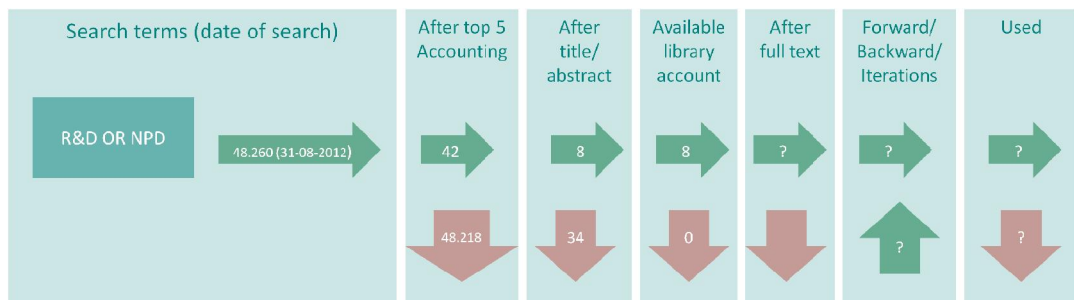 Search terms (date of search)
R&D OR NPD
48.260 (31-08-2012)
After top 5
Accounting
42
48.218
After
title/
abstract
8
34
Available
library
account
8
0
After
full text
?
Forward/
Backward/
Iterations
?
?
Used
?
?